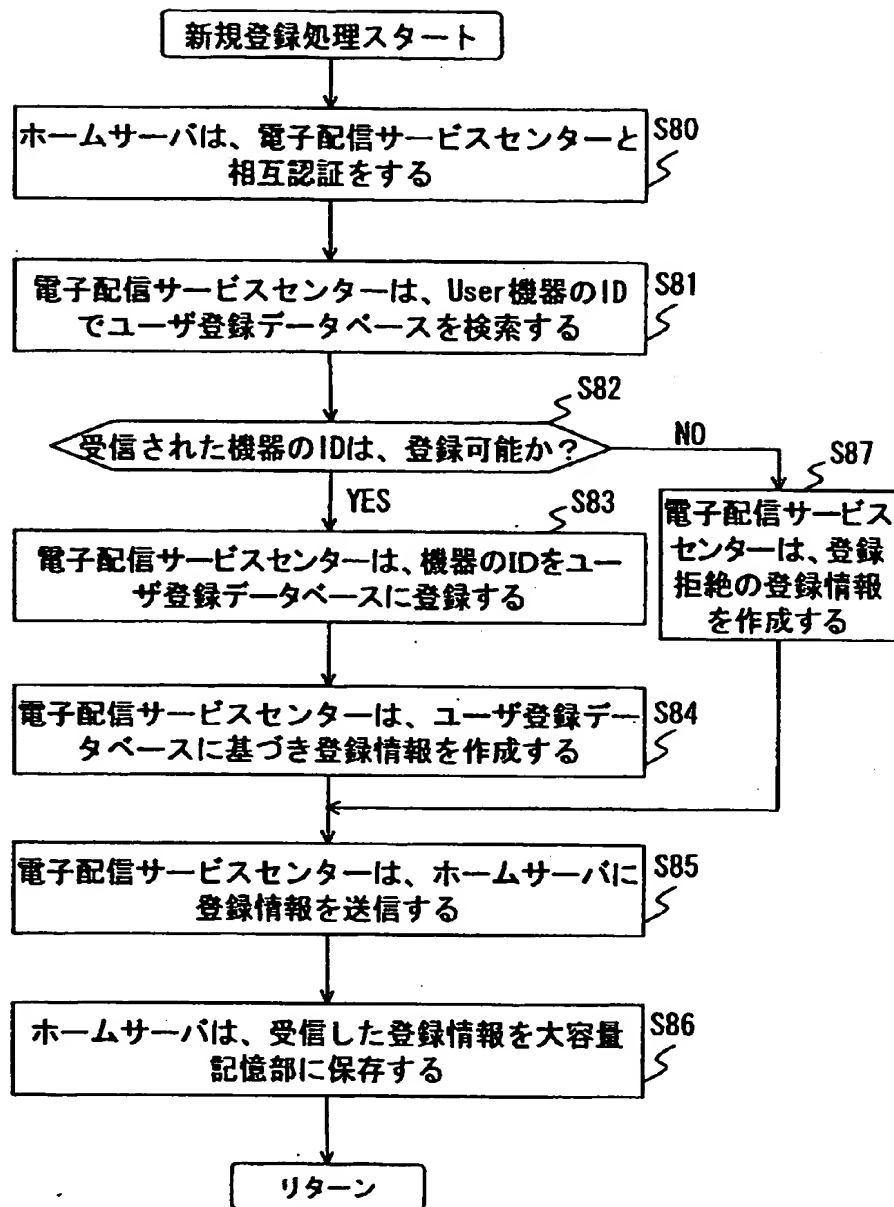 新規登録処理スタート
ホームサーバは、電子配信サービスセンターと
相互認証をする
S80
電子配信サービスセンターは、User機器のID
でユーザ登録データベースを検索する
S81
S82
受信された機器のIDは、登録可能か?
NO
YES
S87
電子配信サービス
センターは、登録
拒絶の登録情報
を作成する
S83
電子配信サービスセンターは、機器のIDをユー
ザ登録データベースに登録する
電子配信サービスセンターは、ユーザ登録デー
タベースに基づき登録情報を作成する
S84
電子配信サービスセンターは、ホームサーバに
登録情報を送信する
S85
ホームサーバは、受信した登録情報を大容量
記憶部に保存する
S86
リターン